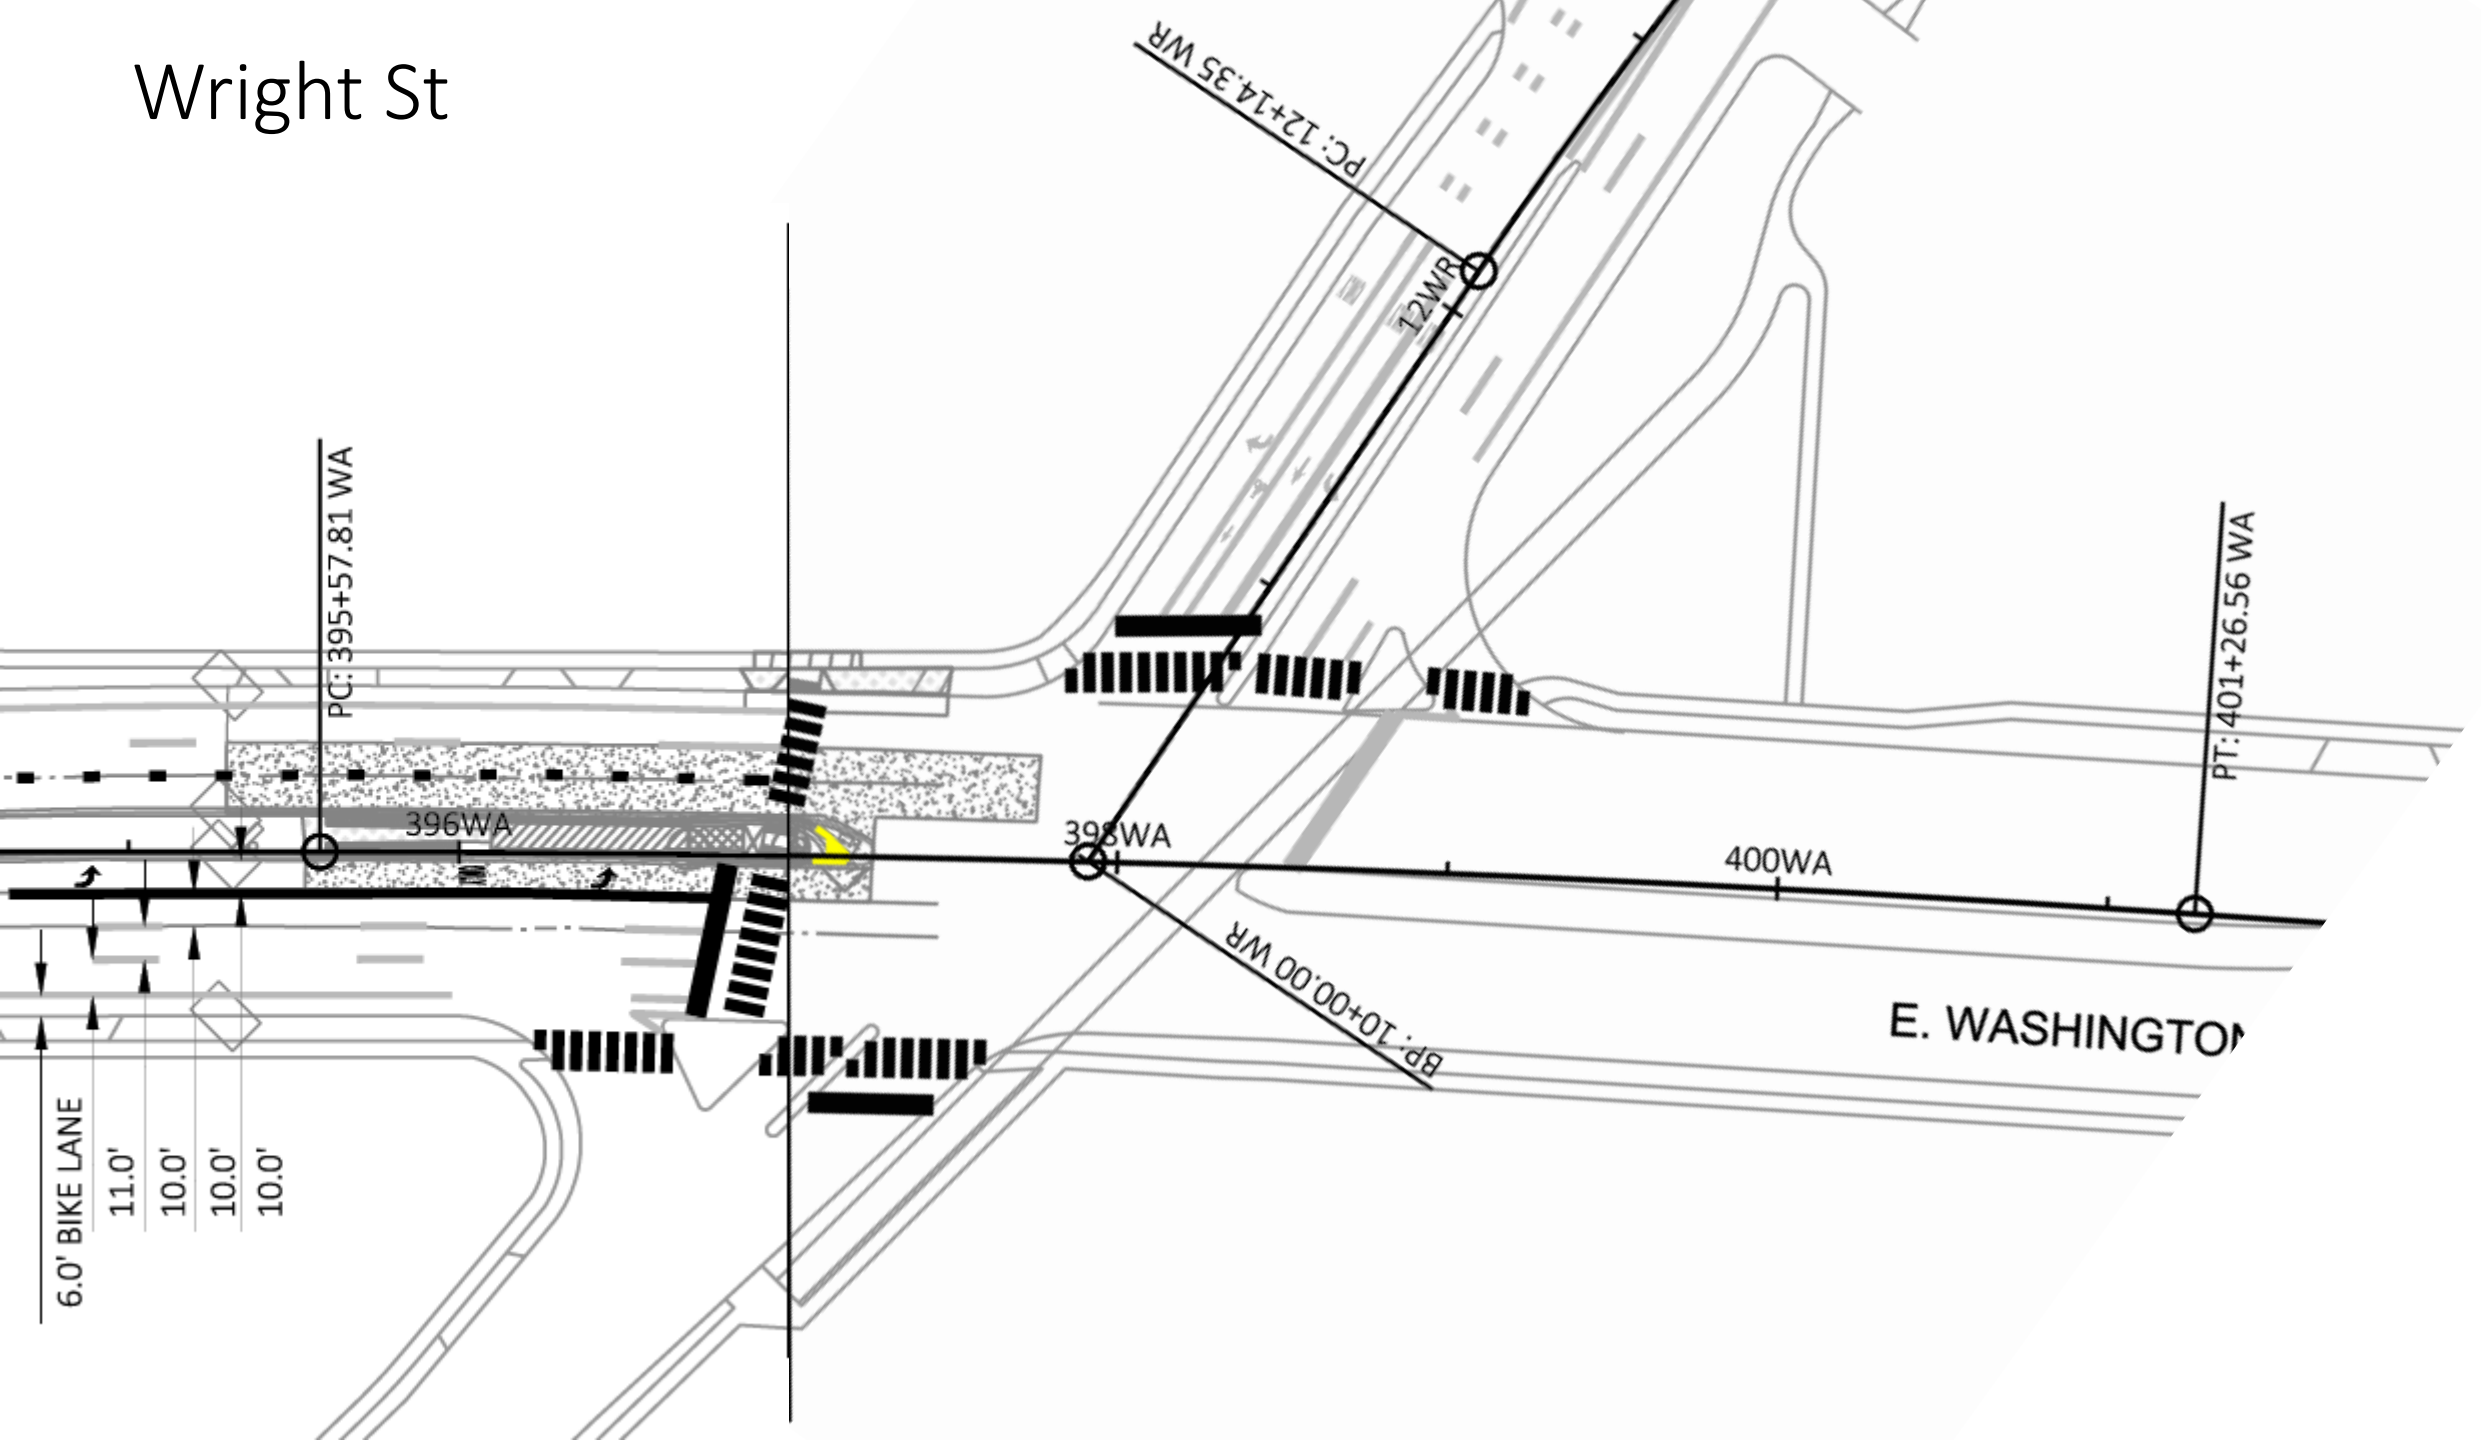 Wright St
PC: 12+14.35 WR
12WR
PC: 395+57.81 WA
PT: 401+26.56 WA
396WA
398WA
400WA
BP: 10+00.00 WR
E. WASHINGTON
6.0' BIKE LANE
11.0'
10.0'
10.0'
10.0'